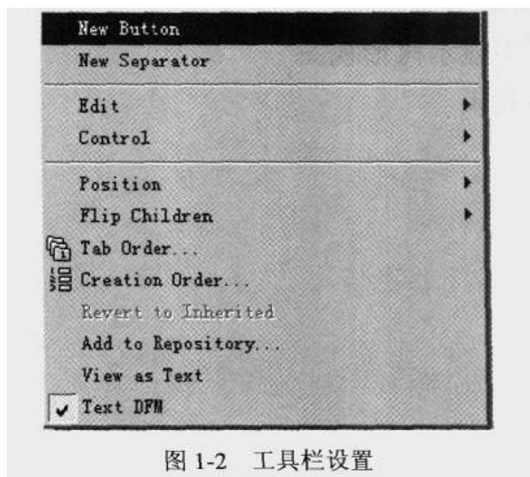 New Button
New Separator
Edit
Control
Position
Flip Children
Tab Order...
Creation Order...
Revert to Inherited
Add to Repository...
View as Text
Text DFM
图 1-2 工具栏设置